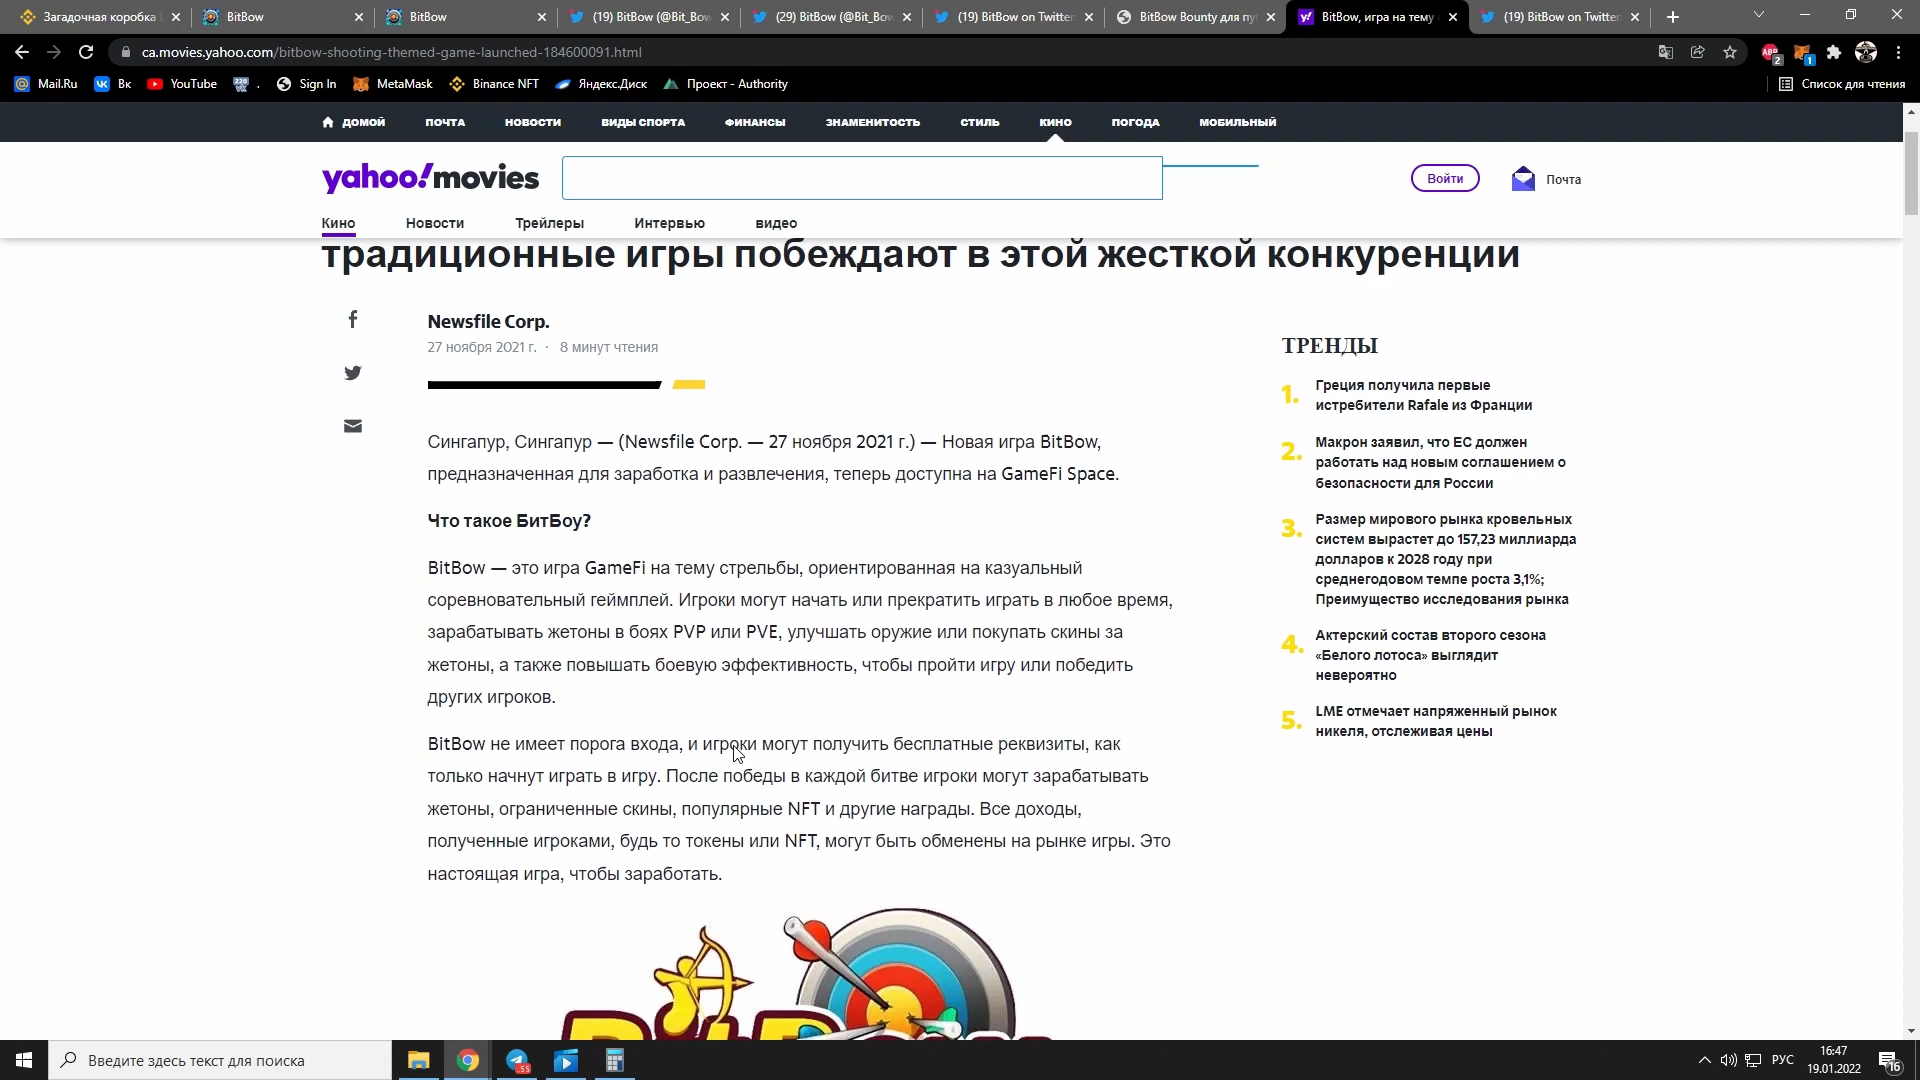 Загадочная коробка
BitBow
BitBow
(19) BitBow (@Bit_Bow
(29) BitBow (@Bit_Bow
(19) BitBow on Twitter
BitBow Bounty для пу
BitBow, игра на тему
(19) BitBow on Twitter
ca.movies.yahoo.com/bitbow-shooting-themed-game-launched-184600091.html
ABP
2
1
Mail.Ru
Вк
YouTube
.
Sign In
MetaMask
Binance NFT
Яндекс.Диск
Проект - Authority
Список для чтения
ДОМОЙ
ПОЧТА
НОВОСТИ
ВИДЫ СПОРТА
ФИНАНСЫ
ЗНАМЕНИТОСТЬ
СТИЛЬ
КИНО
ПОГОДА
МОБИЛЬНЫЙ
yahoo!movies
Войти
Почта
Кино
Новости
Трейлеры
Интервью
видео
традиционные игры побеждают в этой жесткой конкуренции
Newsfile Corp.
27 ноября 2021 г. · 8 минут чтения
Сингапур, Сингапур — (Newsfile Corp. — 27 ноября 2021 г.) — Новая игра BitBow,
предназначенная для заработка и развлечения, теперь доступна на GameFi Space.
Что такое БитБоу?
BitBow — это игра GameFi на тему стрельбы, ориентированная на казуальный
соревновательный геймплей. Игроки могут начать или прекратить играть в любое время,
зарабатывать жетоны в боях PVP или PVE, улучшать оружие или покупать скины за
жетоны, а также повышать боевую эффективность, чтобы пройти игру или победить
других игроков.
BitBow не имеет порога входа, и игроки могут получить бесплатные реквизиты, как
только начнут играть в игру. После победы в каждой битве игроки могут зарабатывать
жетоны, ограниченные скины, популярные NFT и другие награды. Все доходы,
полученные игроками, будь то токены или NFT, могут быть обменены на рынке игры. Это
настоящая игра, чтобы заработать.
ТРЕНДЫ
1.
Греция получила первые
истребители Rafale из Франции
2.
Макрон заявил, что ЕС должен
работать над новым соглашением о
безопасности для России
3.
Размер мирового рынка кровельных
систем вырастет до 157,23 миллиарда
долларов к 2028 году при
среднегодовом темпе роста 3,1%;
Преимущество исследования рынка
4.
Актерский состав второго сезона
«Белого лотоса» выглядит
невероятно
5.
LME отмечает напряженный рынок
никеля, отслеживая цены
Введите здесь текст для поиска
РУС
16:47
19.01.2022
16